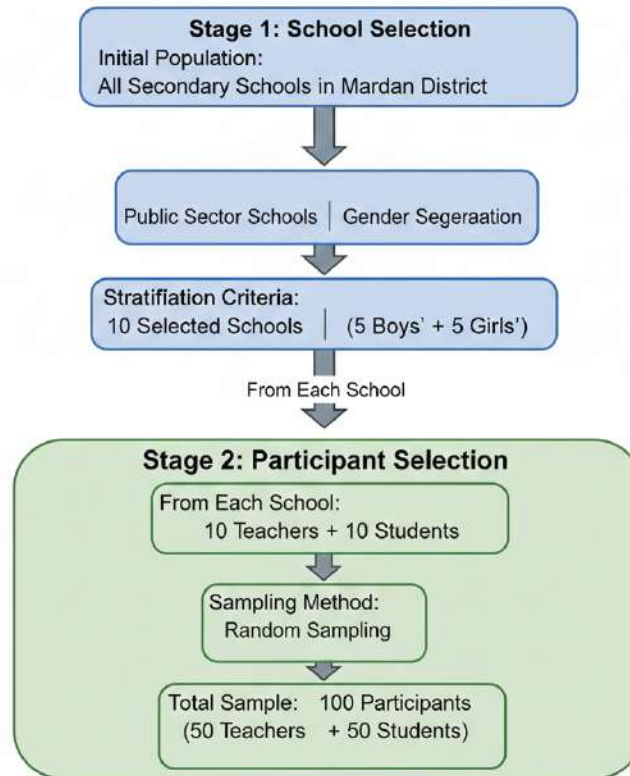 Stage 1: School Selection
Initial Population:
All Secondary Schools in Mardan District
Public Sector Schools | Gender Segeraation
Stratifiation Criteria:
10 Selected Schools | (5 Boys' + 5 Girls')
From Each School
Stage 2: Participant Selection
From Each School:
10 Teachers + 10 Students
Sampling Method:
Random Sampling
Total Sample: 100 Participants
(50 Teachers + 50 Students)